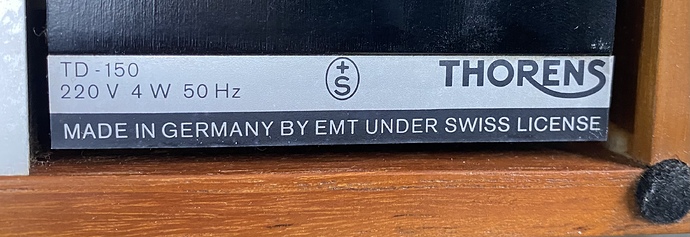 TD-150
220 V 4 W 50 Hz
+
S
THORENS
MADE IN GERMANY BY EMT UNDER SWISS LICENSE